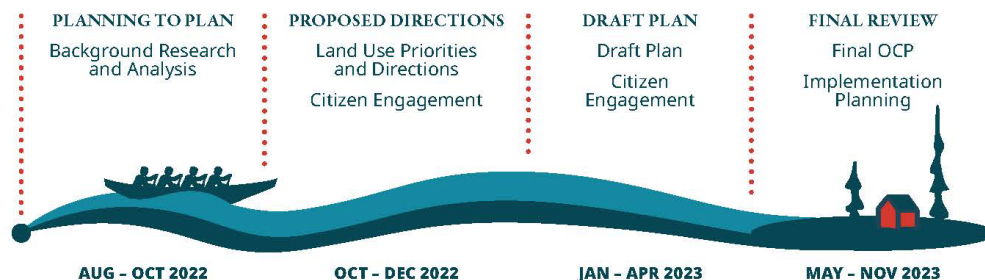 PLANNING TO PLAN
Background Research
and Analysis
AUG – OCT 2022
PROPOSED DIRECTIONS
Land Use Priorities
and Directions
Citizen Engagement
OCT – DEC 2022
DRAFT PLAN
Draft Plan
Citizen
Engagement
JAN – APR 2023
FINAL REVIEW
Final OCP
Implementation
Planning
MAY – NOV 2023